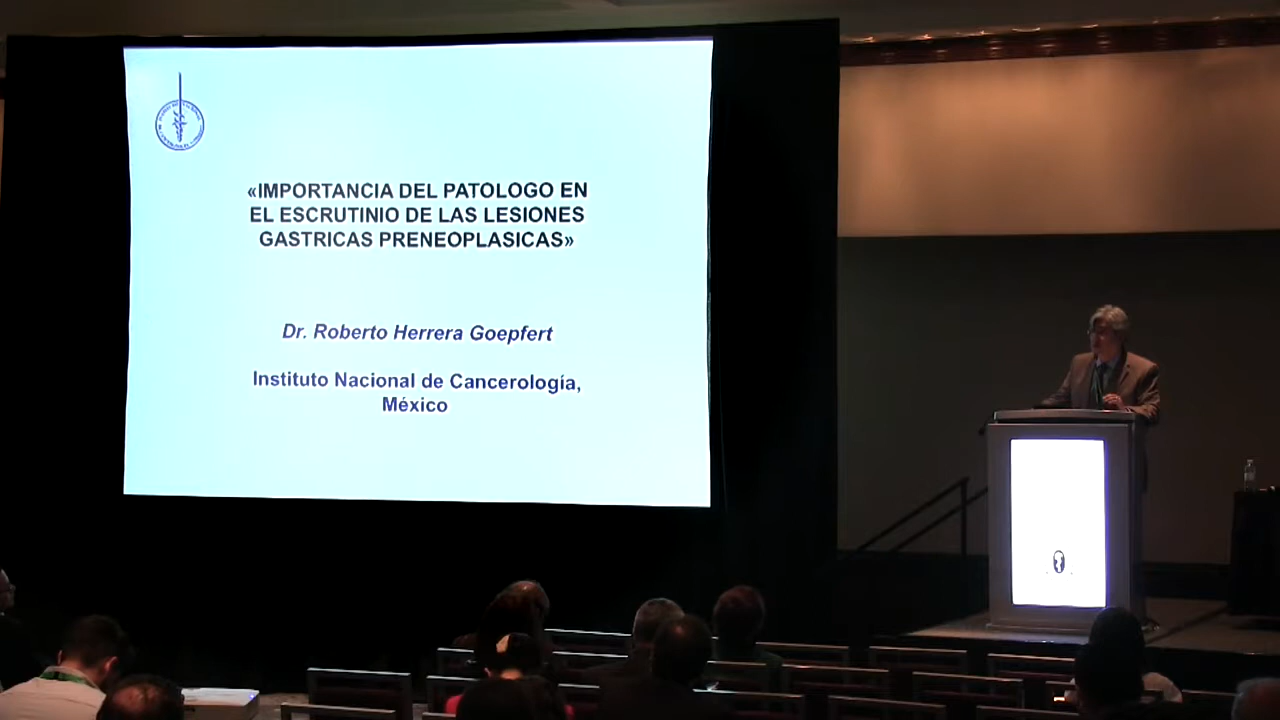 «IMPORTANCIA DEL PATOLOGO EN
EL ESCRUTINIO DE LAS LESIONES
GASTRICAS PRENEOPLASICAS»
Dr. Roberto Herrera Goepfert
Instituto Nacional de Cancerología,
México